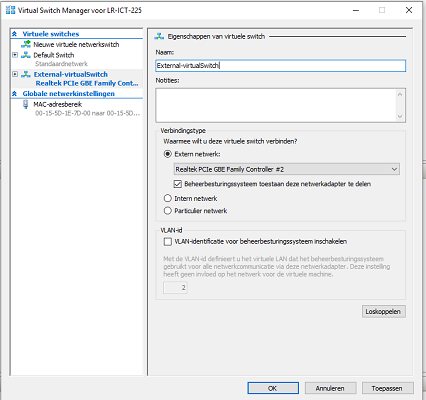 Virtual Switch Manager voor LR-ICT-225
Virtuele switches
Nieuwe virtuele netwerkswitch
Default Switch
Standaardnetwerk
External-virtualSwitch
Realtek PCIe GBE Family Contr...
Globale netwerkinstellingen
MAC-adresbereik
00-15-5D-1E-7D-00 naar 00-15-5D...
Eigenschappen van virtuele switch
Naam:
External-virtualSwitch
Notities:
Verbindingstype
Waarmee wilt u deze virtuele switch verbinden?
Extern netwerk:
Realtek PCIe GBE Family Controller #2
Beheerbesturingssysteem toestaan deze netwerkadapter te delen
Intern netwerk
Particulier netwerk
VLAN-id
VLAN-identificatie voor beheerbesturingssysteem inschakelen
Met de VLAN-id definieert u het virtuele LAN dat het beheerbesturingssysteem
gebruikt voor alle netwerkcommunicatie via deze netwerkadapter. Deze instelling
heeft geen invloed op het netwerk voor de virtuele machine.
2
Loskoppelen
OK
Annuleren
Toepassen